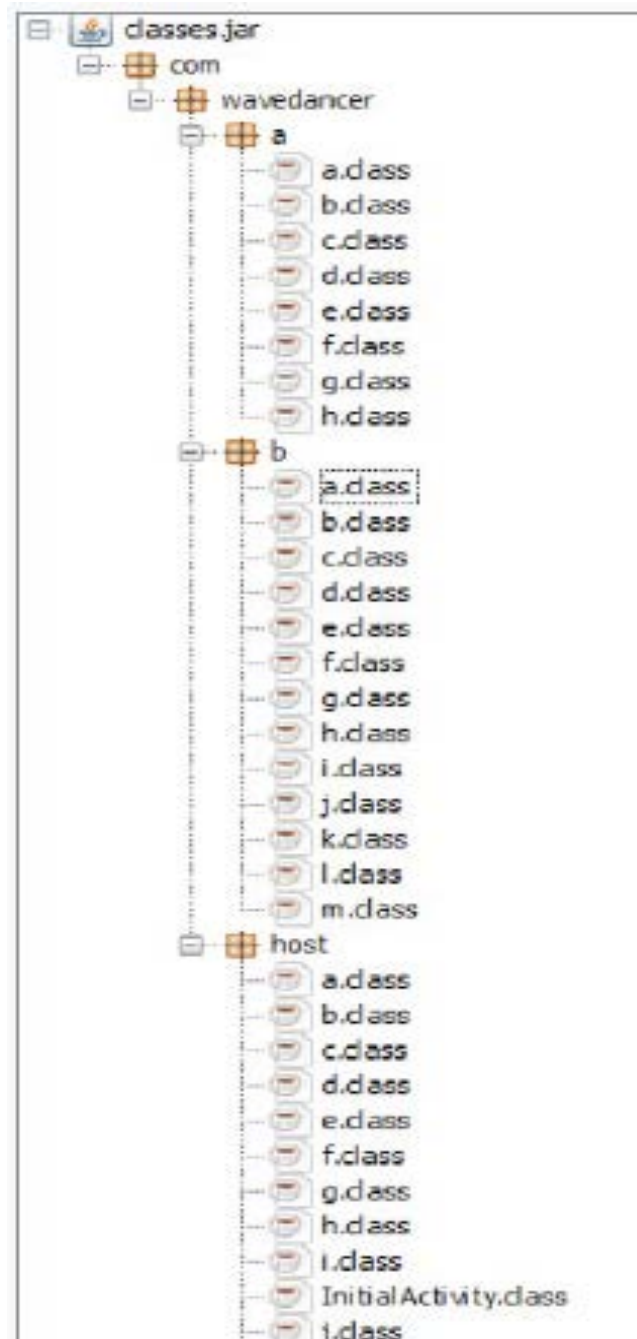 classes.jar
com
wavedancer
a
a.class
b.class
c.class
d.class
e.class
f.class
g.class
h.class
b
a.class
b.class
c.class
d.class
e.class
f.class
g.class
h.class
i.class
j.class
k.class
l.class
m.class
host
a.class
b.class
c.class
d.class
e.class
f.class
g.class
h.class
i.class
InitialActivity.class
j.class